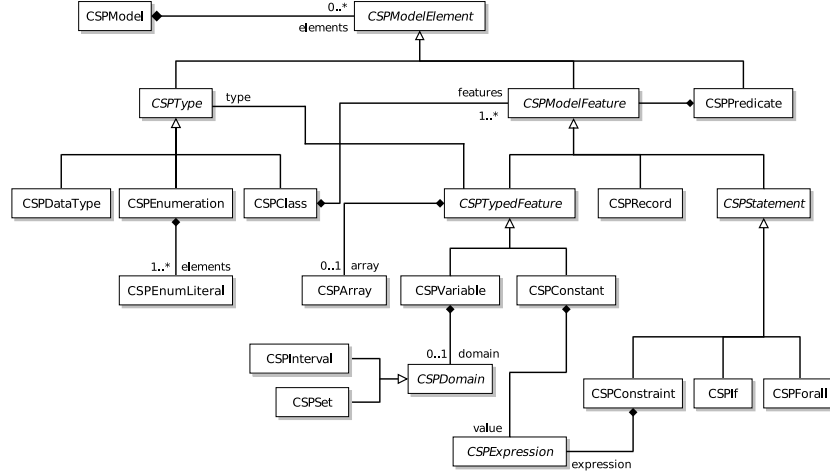 CSPModel
0..*
elements
CSPModelElement
CSPType
type
features
1..*
CSPModelFeature
CSPPredicate
CSPDataType
CSPEnumeration
CSPClass
CSPTypedFeature
CSPRecord
CSPStatement
1..*
elements
0..1
array
CSPEnumLiteral
CSPArray
CSPVariable
CSPConstant
CSPInterval
0..1
domain
CSPSet
CSPDomain
CSPConstraint
CSPIf
CSPForall
value
CSPExpression
expression